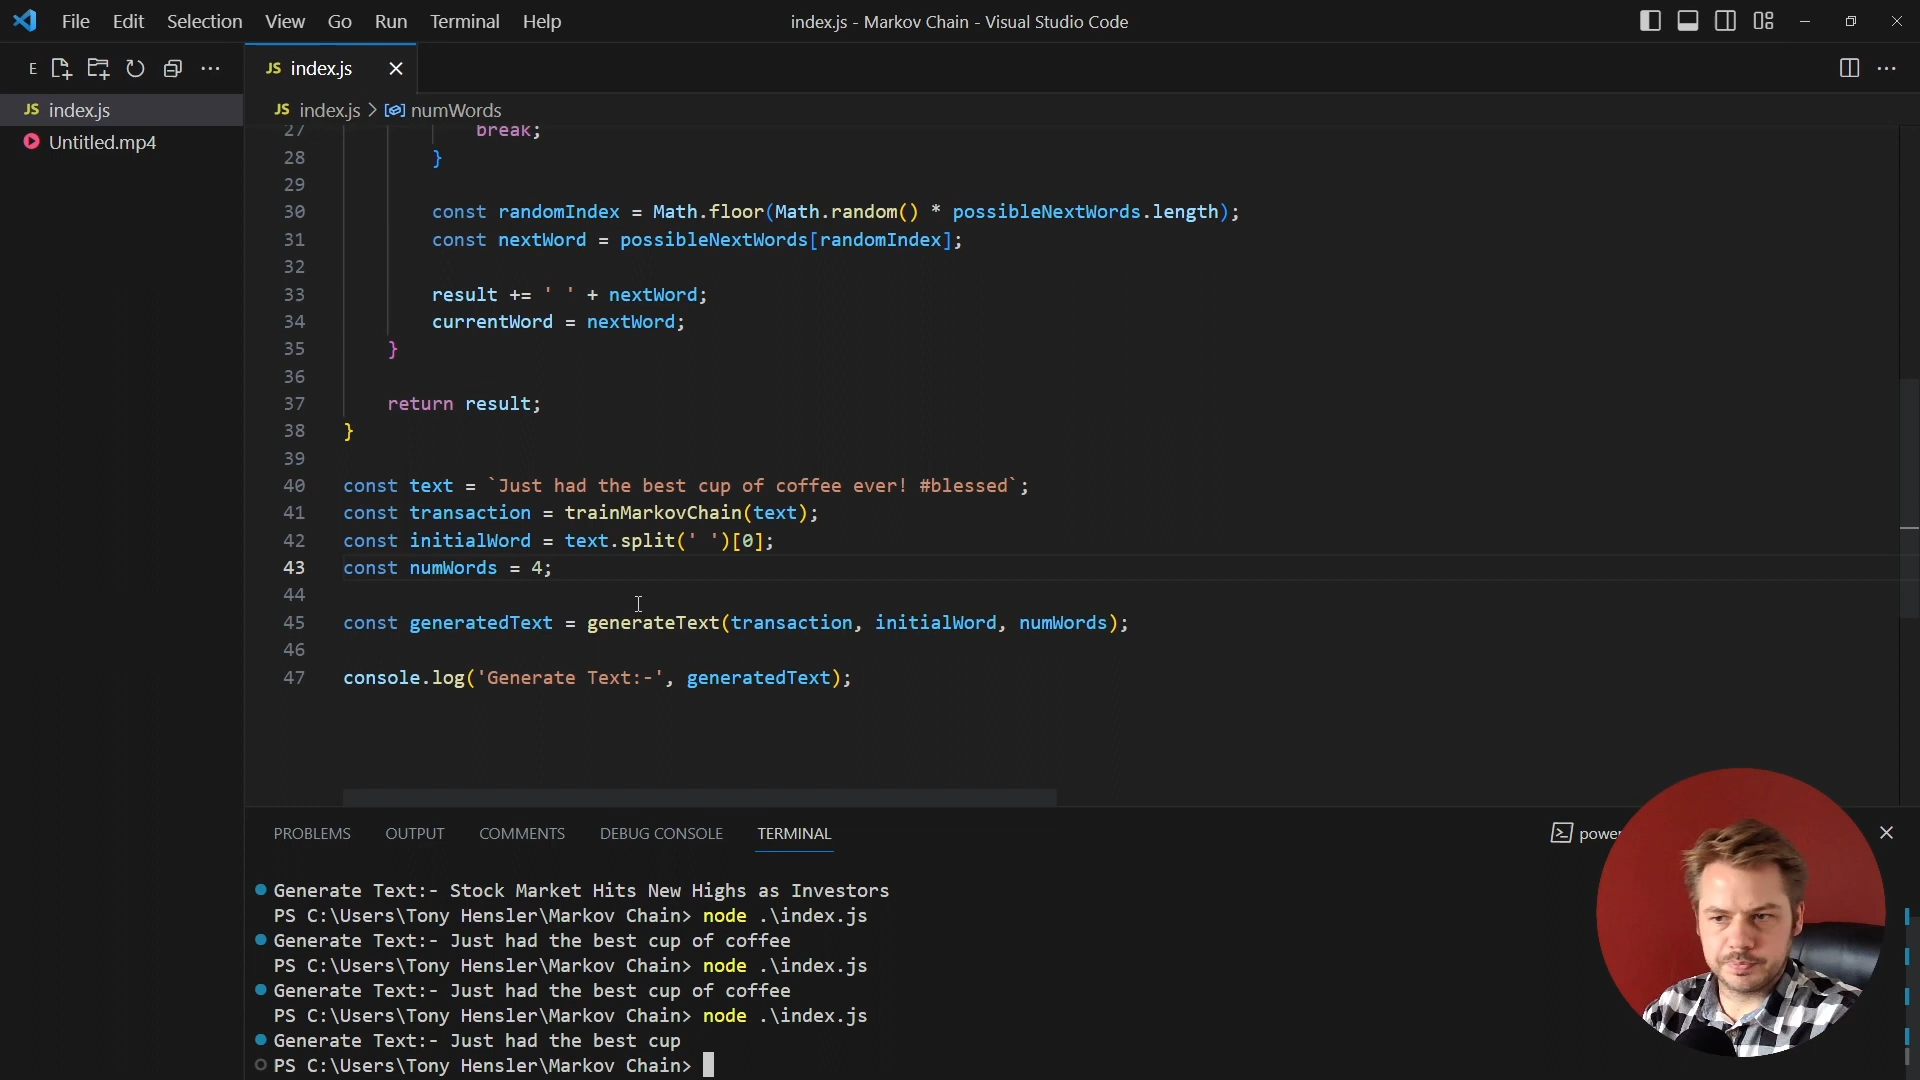 File Edit Selection View Go Run Terminal Help
index.js - Markov Chain - Visual Studio Code
E
JS index.js
JS index.js
Untitled.mp4
JS index.js > numWords
27 break;
28 }
29
30 const randomIndex = Math.floor(Math.random() * possibleNextWords.length);
31 const nextWord = possibleNextWords[randomIndex];
32
33 result += ' ' + nextWord;
34 currentWord = nextWord;
35 }
36
37 return result;
38 }
39
40 const text = `Just had the best cup of coffee ever! #blessed`;
41 const transaction = trainMarkovChain(text);
42 const initialWord = text.split(' ')[0];
43 const numWords = 4;
44
45 const generatedText = generateText(transaction, initialWord, numWords);
46
47 console.log('Generate Text:-', generatedText);
PROBLEMS OUTPUT COMMENTS DEBUG CONSOLE TERMINAL
power
Generate Text:- Stock Market Hits New Highs as Investors
PS C:\Users\Tony Hensler\Markov Chain> node .\index.js
Generate Text:- Just had the best cup of coffee
PS C:\Users\Tony Hensler\Markov Chain> node .\index.js
Generate Text:- Just had the best cup of coffee
PS C:\Users\Tony Hensler\Markov Chain> node .\index.js
Generate Text:- Just had the best cup
PS C:\Users\Tony Hensler\Markov Chain>